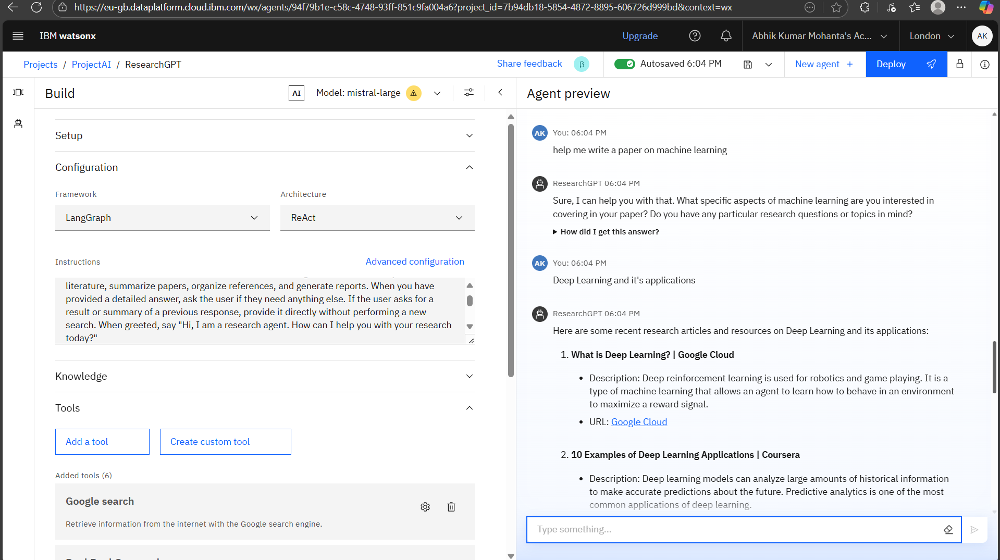 https://eu-gb.dataplatform.cloud.ibm.com/wx/agents/94f79b1e-c58c-4748-93ff-851c9fa004a6?project_id=7b94db18-5854-4872-8895-606726d999bd&context=wx
IBM watsonx
Upgrade
Abhik Kumar Mohanta's Ac...
London
AK
Projects / ProjectAI / ResearchGPT
Share feedback
β
Autosaved 6:04 PM
New agent +
Deploy
Build
AI
Model: mistral-large
Setup
Configuration
Framework
Architecture
LangGraph
ReAct
Instructions
Advanced configuration
literature, summarize papers, organize references, and generate reports. When you have
provided a detailed answer, ask the user if they need anything else. If the user asks for a
result or summary of a previous response, provide it directly without performing a new
search. When greeted, say "Hi, I am a research agent. How can I help you with your research
today?"
Knowledge
Tools
Add a tool
Create custom tool
Added tools (6)
Google search
Retrieve information from the internet with the Google search engine.
Agent preview
AK
You: 06:04 PM
help me write a paper on machine learning
ResearchGPT 06:04 PM
Sure, I can help you with that. What specific aspects of machine learning are you interested in
covering in your paper? Do you have any particular research questions or topics in mind?
How did I get this answer?
AK
You: 06:04 PM
Deep Learning and it's applications
ResearchGPT 06:04 PM
Here are some recent research articles and resources on Deep Learning and its applications:
1. What is Deep Learning? | Google Cloud
• Description: Deep reinforcement learning is used for robotics and game playing. It is a
type of machine learning that allows an agent to learn how to behave in an environment
to maximize a reward signal.
• URL: Google Cloud
2. 10 Examples of Deep Learning Applications | Coursera
• Description: Deep learning models can analyze large amounts of historical information
to make accurate predictions about the future. Predictive analytics is one of the most
common applications of deep learning.
Type something...